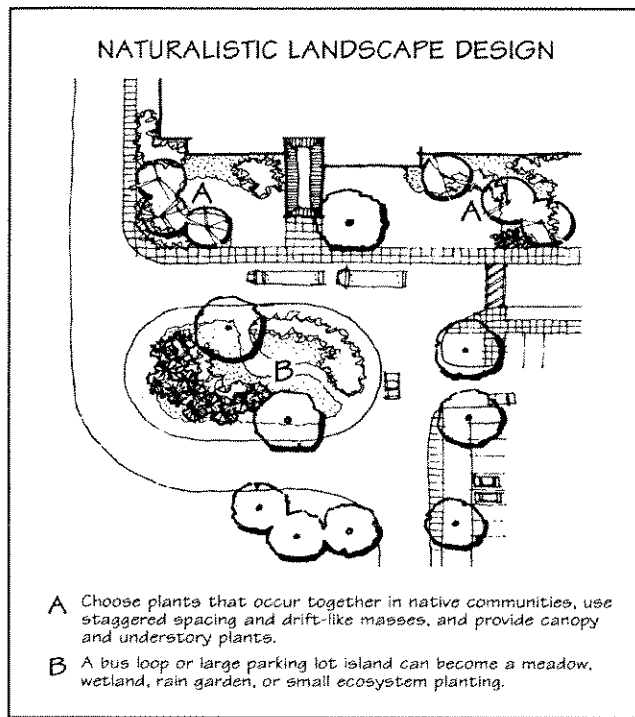 NATURALISTIC LANDSCAPE DESIGN
A
A
B
A Choose plants that occur together in native communities, use
staggered spacing and drift-like masses, and provide canopy
and understory plants.
B A bus loop or large parking lot island can become a meadow,
wetland, rain garden, or small ecosystem planting.